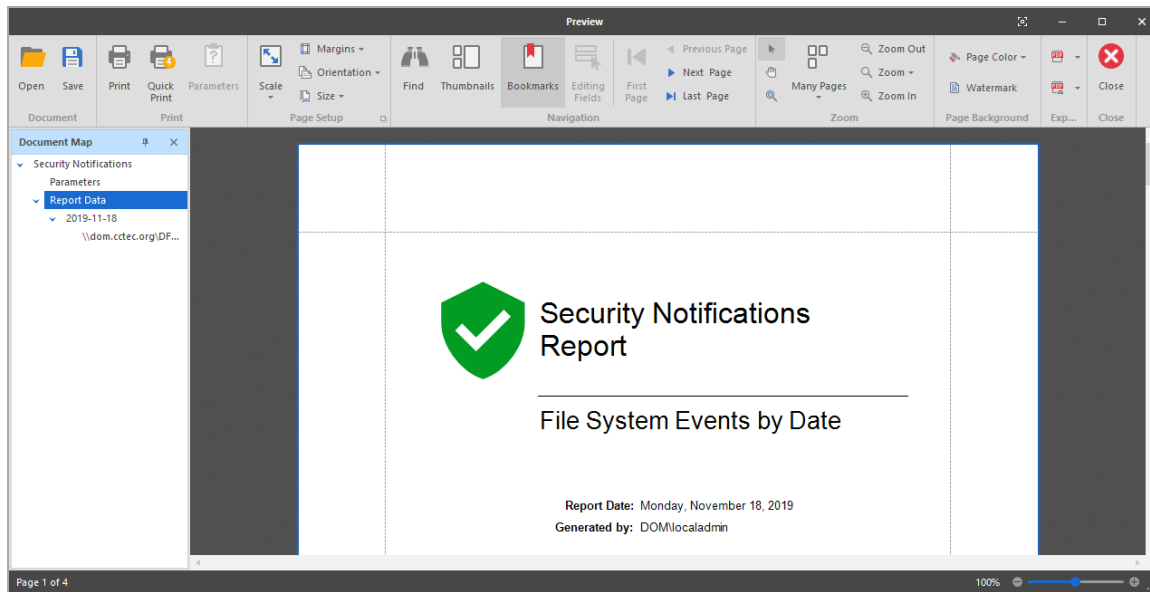 Preview
Open
Save
Print
Quick
Print
Parameters
Scale
Margins
Orientation
Size
Find
Thumbnails
Bookmarks
Editing
Fields
First
Page
Previous Page
Next Page
Last Page
Many Pages
Zoom Out
Zoom
Zoom In
Page Color
Watermark
PDF
PDF
Close
Document
Print
Page Setup
Navigation
Zoom
Page Background
Exp...
Close
Document Map
Security Notifications
Parameters
Report Data
2019-11-18
\\dom.cctec.org\DF...
Security Notifications
Report
File System Events by Date
Report Date: Monday, November 18, 2019
Generated by: DOM\localadmin
Page 1 of 4
100%